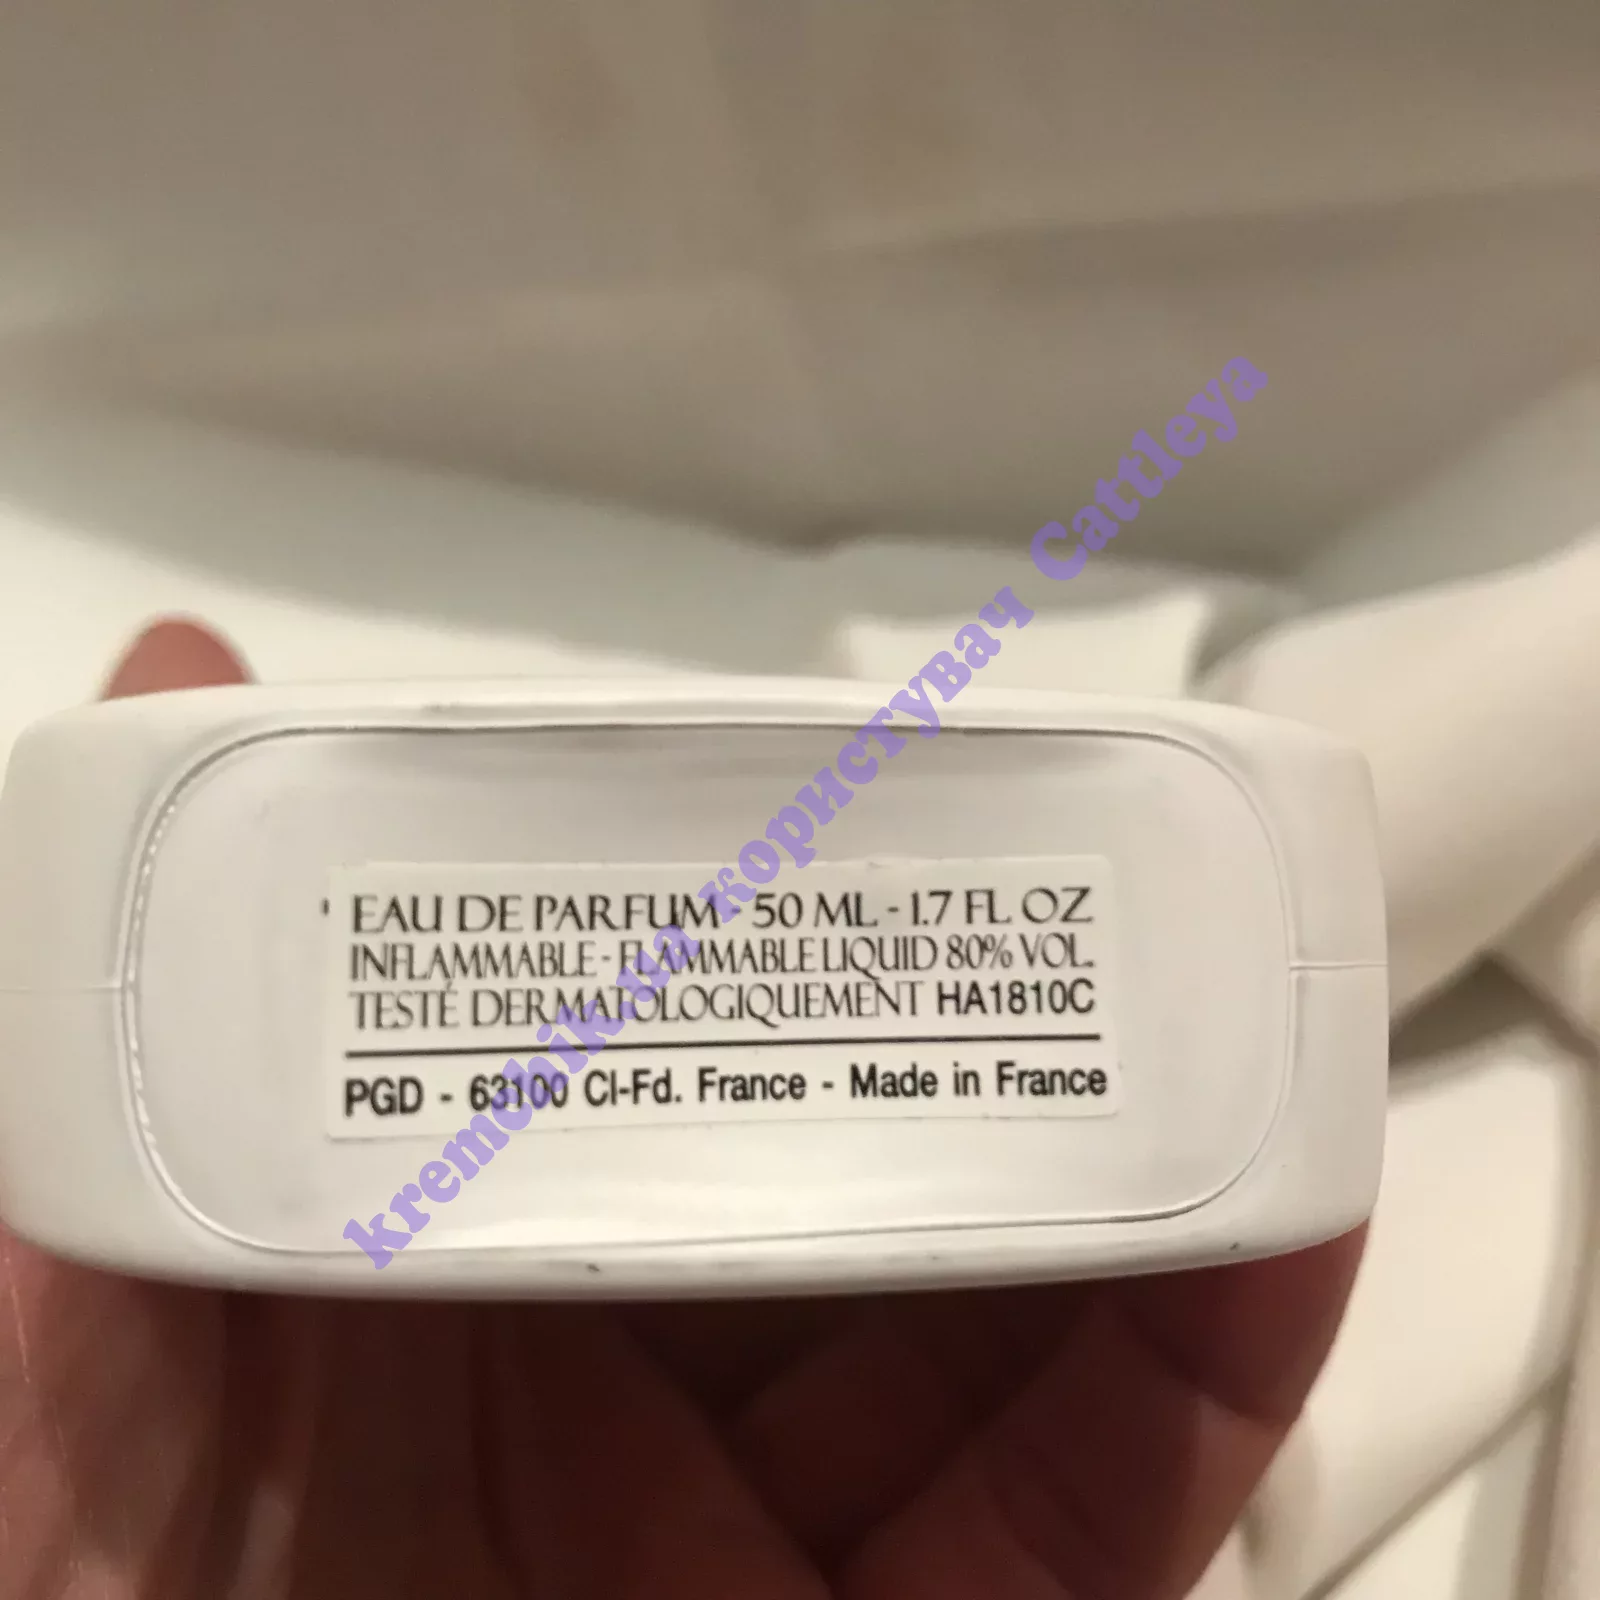 EAU DE PARFUM - 50 ML - 1.7 FL OZ
INFLAMMABLE - FLAMMABLE LIQUID 80% VOL.
TESTÉ DERMATOLOGIQUEMENT HA1810C
PGD - 63100 Cl-Fd. France - Made in France
kremchik.ua користувач Cattleya